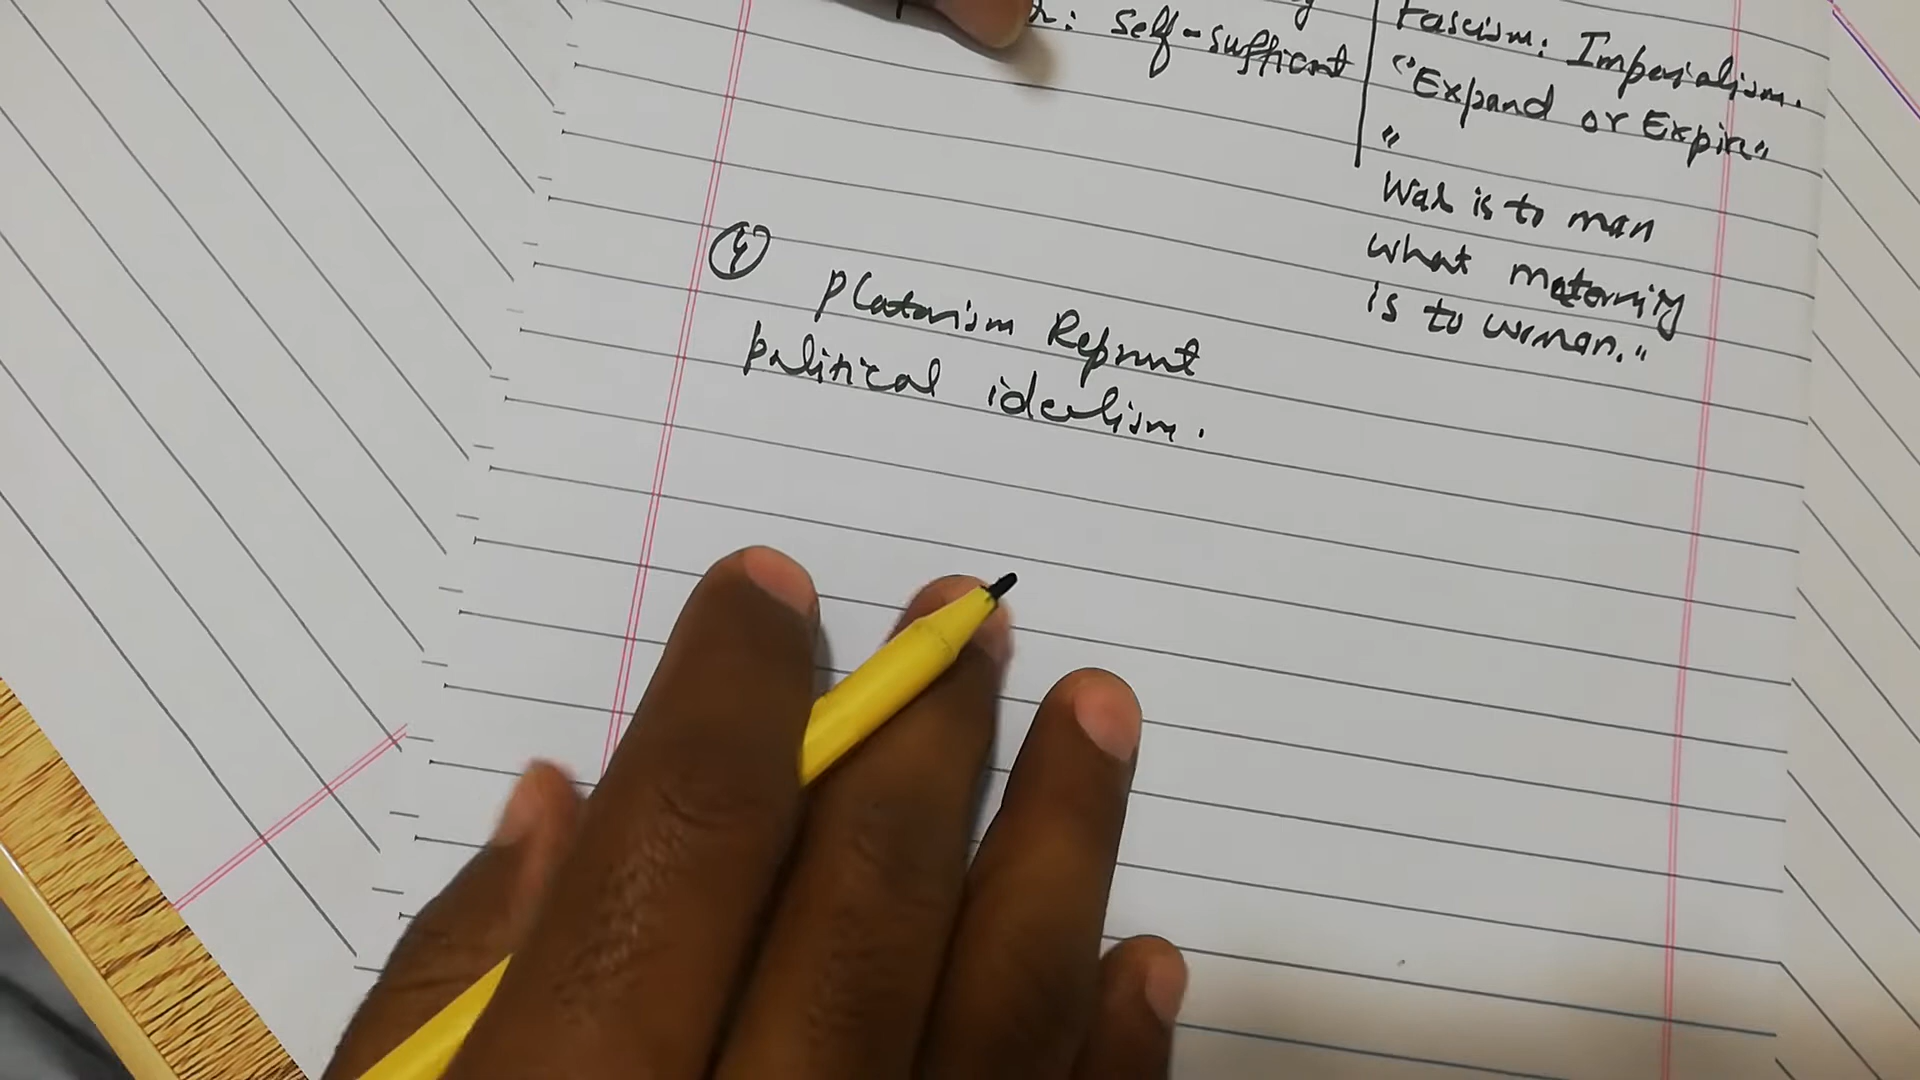 : Self-sufficant
Fascism: Imperialism.
"Expand or Expire"
"
War is to man
what maternity
is to woman."
④
Platonism Represent
political idealism.